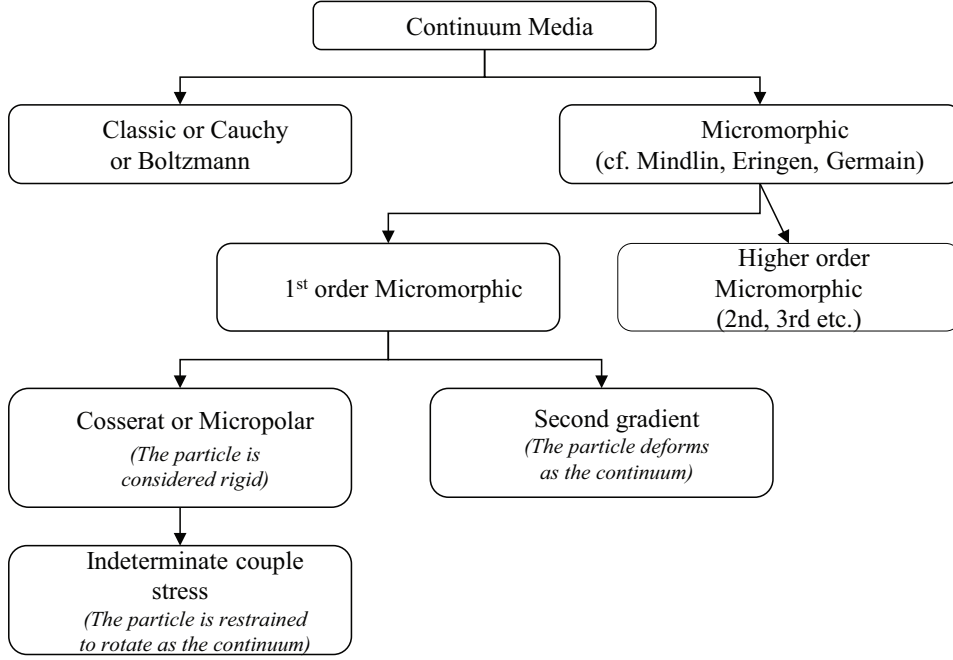 Continuum Media
Classic or Cauchy
or Boltzmann
Micromorphic
(cf. Mindlin, Eringen, Germain)
1st order Micromorphic
Higher order
Micromorphic
(2nd, 3rd etc.)
Cosserat or Micropolar
(The particle is
considered rigid)
Second gradient
(The particle deforms
as the continuum)
Indeterminate couple
stress
(The particle is restrained
to rotate as the continuum)